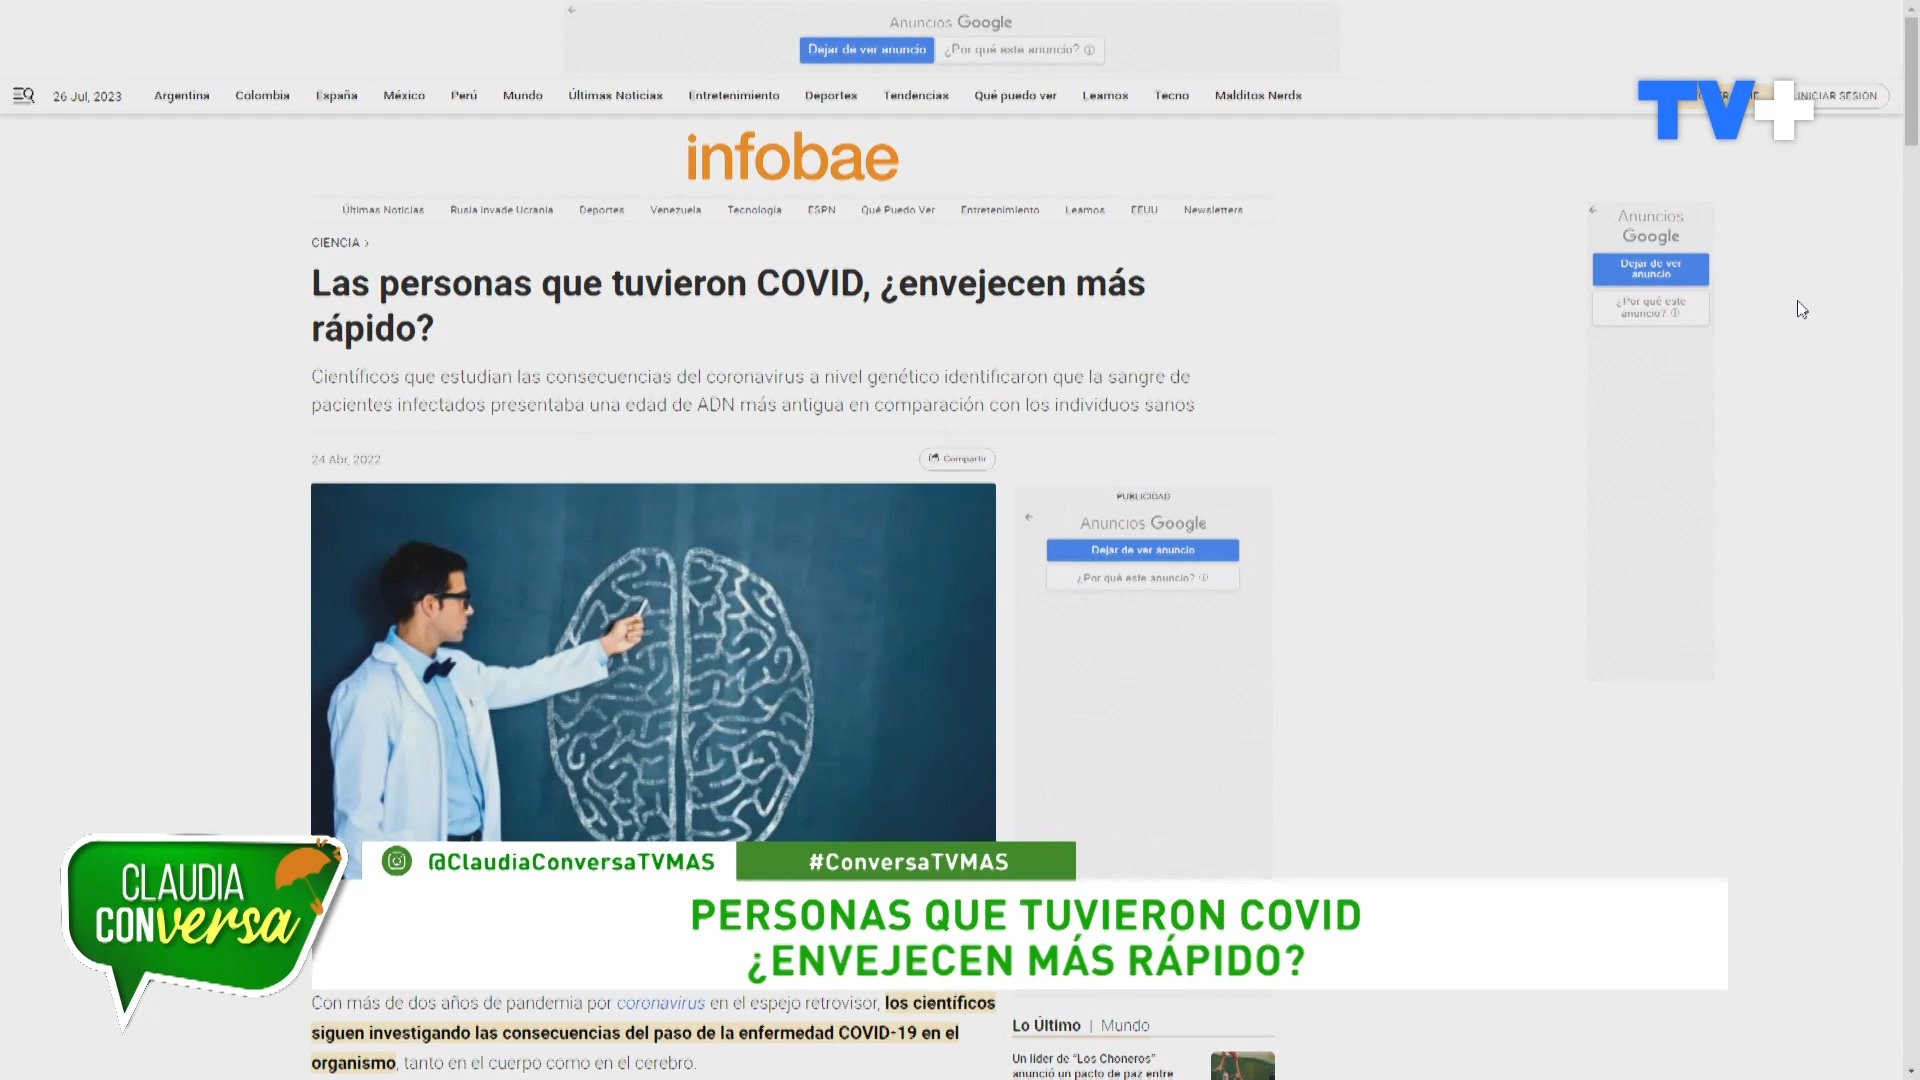 Anuncios Google
Dejar de ver anuncio ¿Por qué este anuncio?
26 Jul, 2023 Argentina Colombia España México Perú Mundo Últimas Noticias Entretenimiento Deportes Tendencias Qué puedo ver Leamos Tecno Malditos Nerds INICIAR SESION
TV+
infobae
Últimas Noticias Rusia invade Ucrania Deportes Venezuela Tecnología ESPN Qué Puedo Ver Entretenimiento Leamos EEUU Newsletters
Anuncios
Google
Dejar de ver
anuncio
¿Por qué este
anuncio?
CIENCIA >
Las personas que tuvieron COVID, ¿envejecen más
rápido?
Científicos que estudian las consecuencias del coronavirus a nivel genético identificaron que la sangre de
pacientes infectados presentaba una edad de ADN más antigua en comparación con los individuos sanos
24 Abr, 2022
Compartir
PUBLICIDAD
Anuncios Google
Dejar de ver anuncio
¿Por qué este anuncio?
CLAUDIA
CONversa
@ClaudiaConversaTVMAS
#ConversaTVMAS
PERSONAS QUE TUVIERON COVID
¿ENVEJECEN MÁS RÁPIDO?
Con más de dos años de pandemia por coronavirus en el espejo retrovisor, los científicos
siguen investigando las consecuencias del paso de la enfermedad COVID-19 en el
organismo, tanto en el cuerpo como en el cerebro.
Lo Último | Mundo
Un líder de “Los Choneros”
anunció un pacto de paz entre